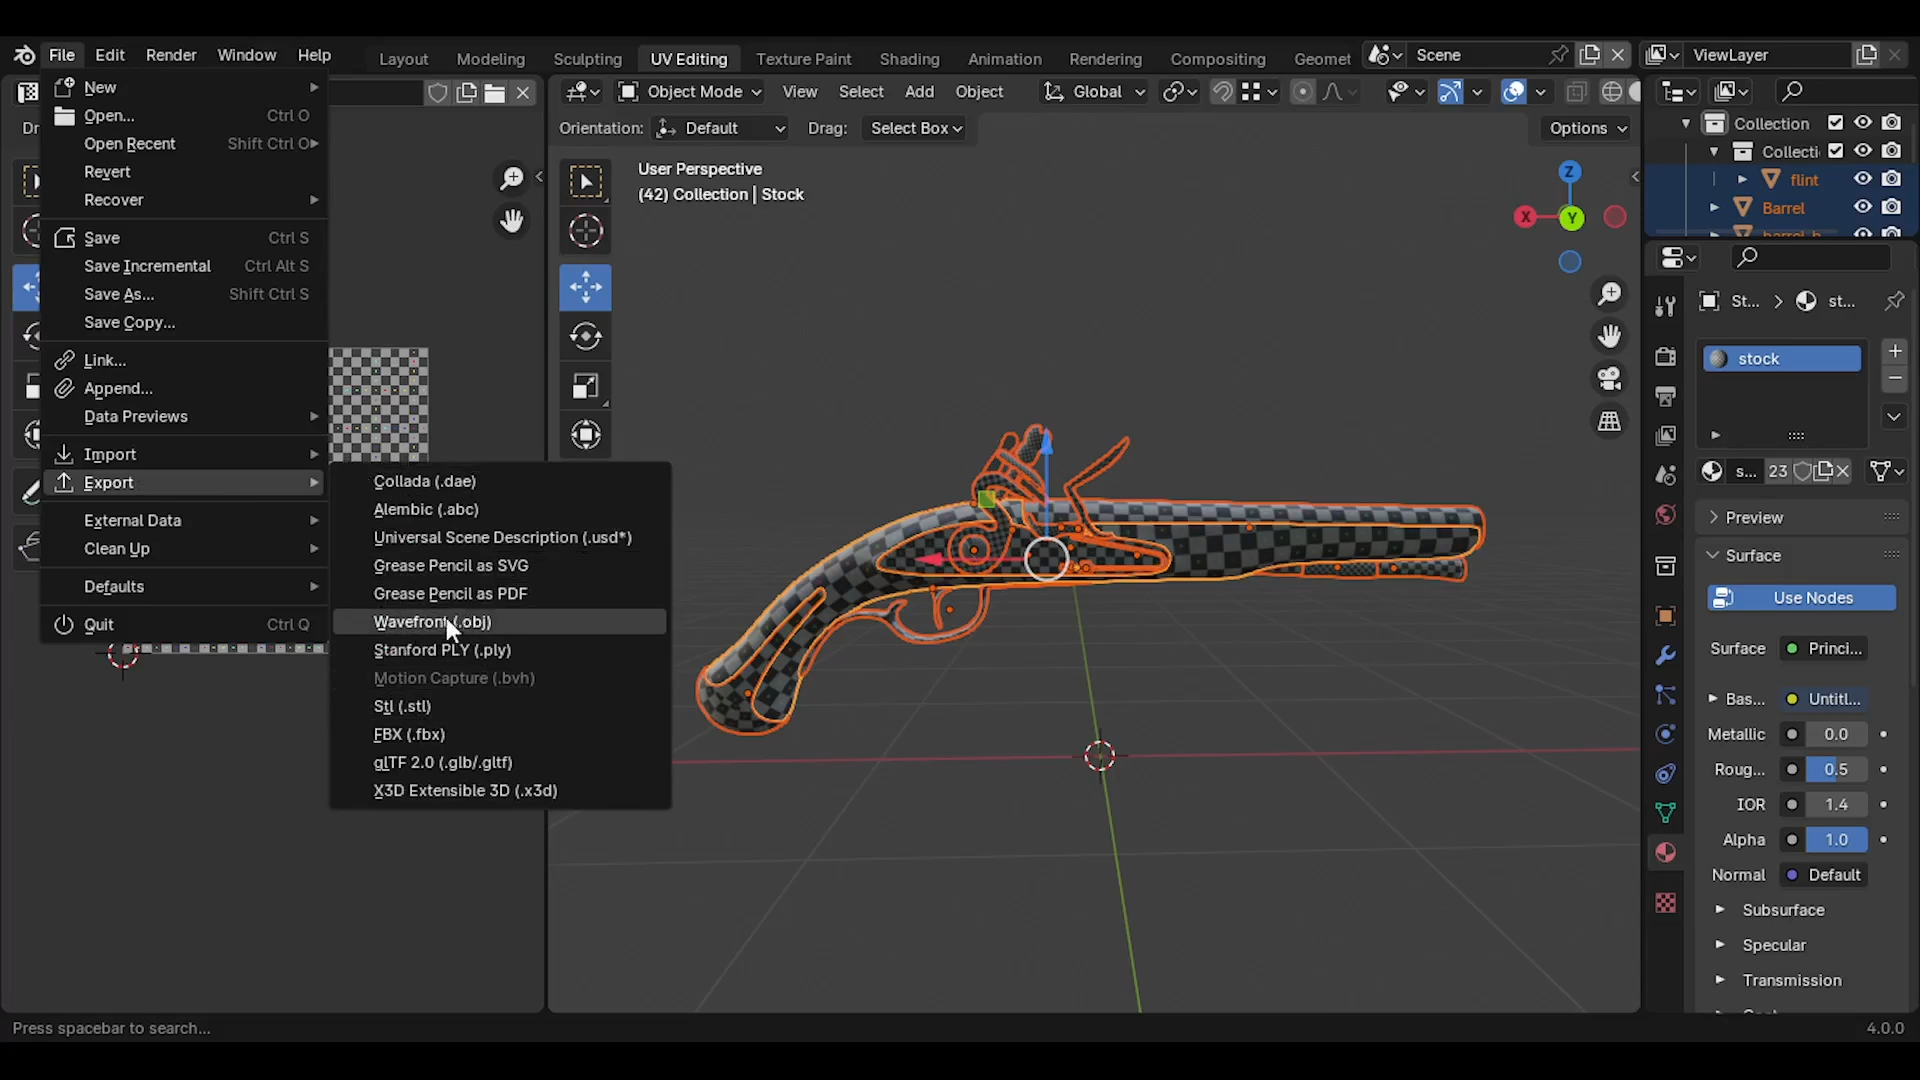 File Edit Render Window Help
Layout Modeling Sculpting UV Editing Texture Paint Shading Animation Rendering Compositing Geomet
Scene
ViewLayer
New
Open... Ctrl O
Open Recent Shift Ctrl O
Revert
Recover
Save Ctrl S
Save Incremental Ctrl Alt S
Save As... Shift Ctrl S
Save Copy...
Link...
Append...
Data Previews
Import
Export
External Data
Clean Up
Defaults
Quit Ctrl Q
Collada (.dae)
Alembic (.abc)
Universal Scene Description (.usd*)
Grease Pencil as SVG
Grease Pencil as PDF
Wavefront (.obj)
Stanford PLY (.ply)
Motion Capture (.bvh)
Stl (.stl)
FBX (.fbx)
glTF 2.0 (.glb/.gltf)
X3D Extensible 3D (.x3d)
Dr
Object Mode View Select Add Object Global
Orientation: Default Drag: Select Box Options
User Perspective
(42) Collection | Stock
Z
X
Y
Collection
Collecti
flint
Barrel
St... > st...
stock
s... 23
Preview
Surface
Use Nodes
Surface Princi...
Bas... Untitl...
Metallic 0.0
Roug... 0.5
IOR 1.4
Alpha 1.0
Normal Default
Subsurface
Specular
Transmission
Press spacebar to search...
4.0.0